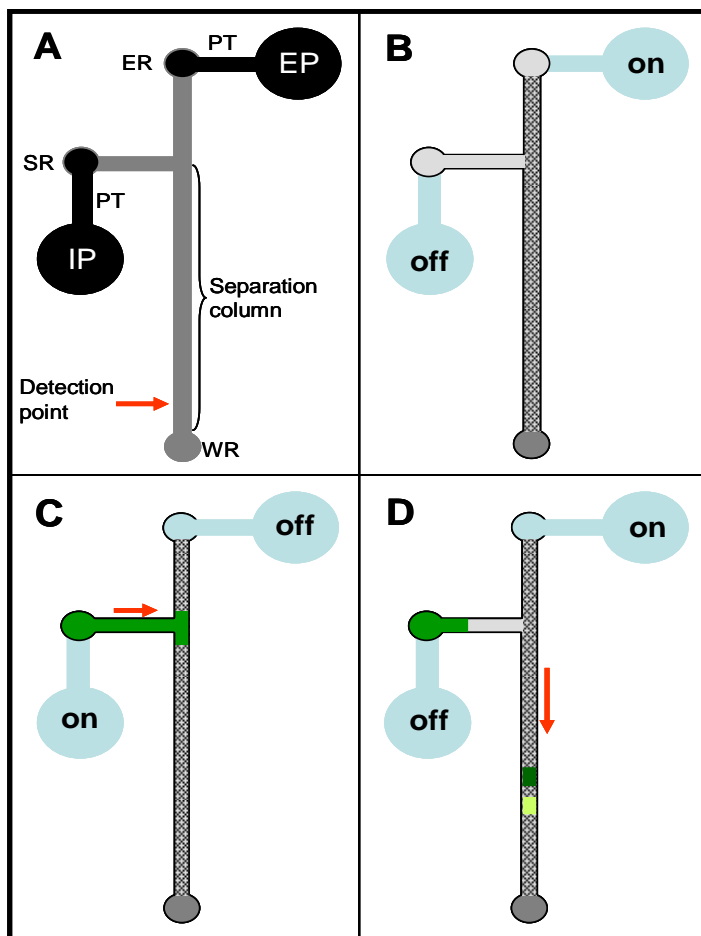 A
PT
ER
EP
SR
PT
IP
Separation
column
Detection
point
WR
B
on
off
C
off
on
D
on
off